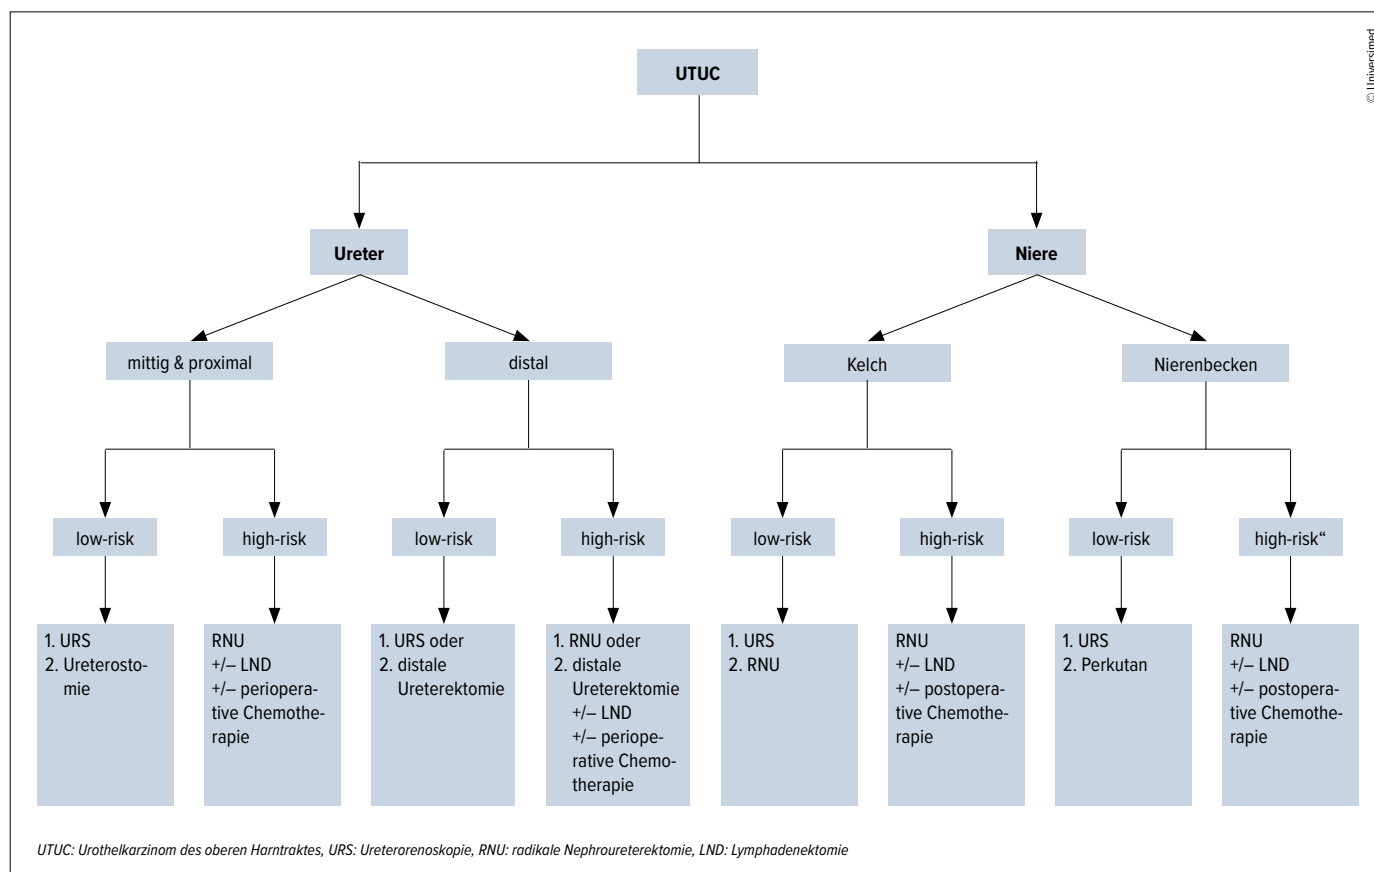 © Universimed
UTUC
Ureter
Niere
mittig & proximal
distal
Kelch
Nierenbecken
low-risk
high-risk
low-risk
high-risk
low-risk
high-risk
low-risk
high-risk“
1. URS
2. Ureterosto-
mie
RNU
+/– LND
+/– periopera-
tive Chemothe-
rapie
1. URS oder
2. distale
Ureterektomie
1. RNU oder
2. distale
Ureterektomie
+/– LND
+/– periope-
rative Chemo-
therapie
1. URS
2. RNU
RNU
+/– LND
+/– postopera-
tive Chemothe-
rapie
1. URS
2. Perkutan
RNU
+/– LND
+/– postopera-
tive Chemothe-
rapie
UTUC: Urothelkarzinom des oberen Harntraktes, URS: Ureterorenoskopie, RNU: radikale Nephroureterektomie, LND: Lymphadenektomie